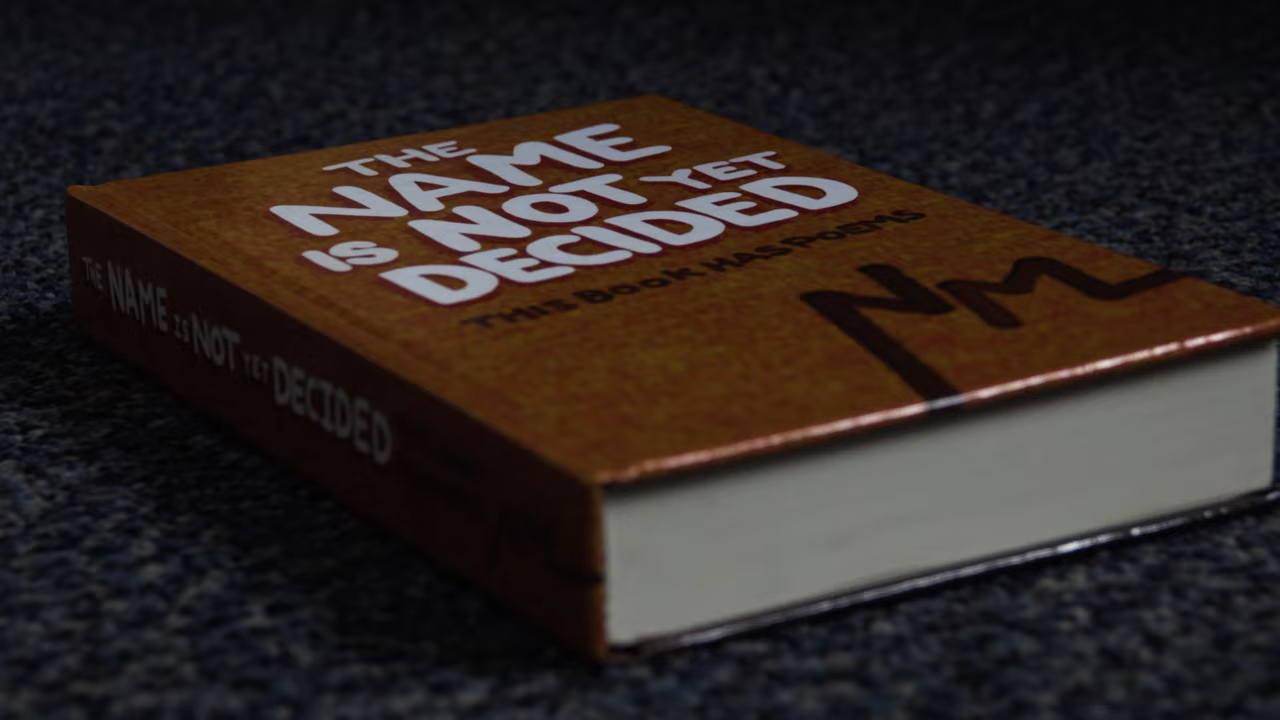 THE
NAME
IS NOT YET
DECIDED
THIS BOOK HAS POEMS
NM
THE NAME IS NOT YET DECIDED